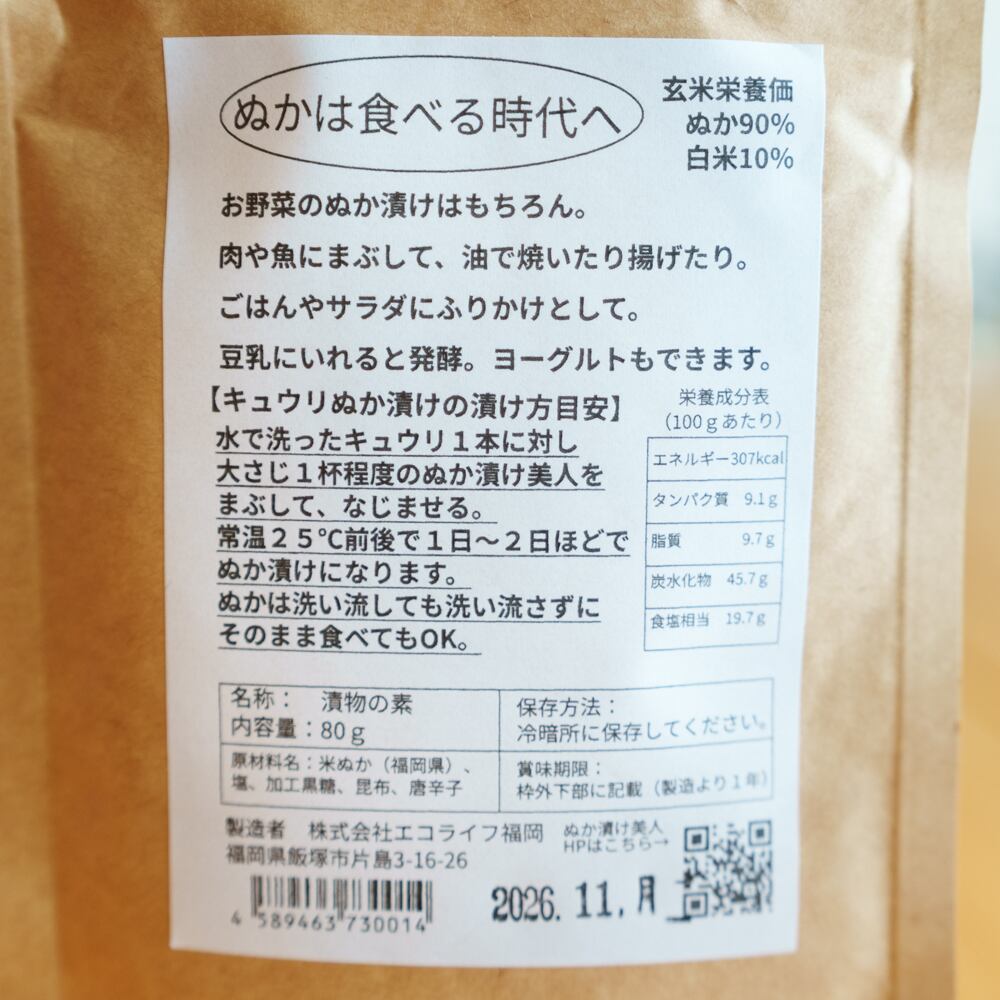 ぬかは食べる時代へ
玄米栄養価
ぬか90%
白米10%
お野菜のぬか漬けはもちろん。
肉や魚にまぶして、油で焼いたり揚げたり。
ごはんやサラダにふりかけとして。
豆乳にいれると発酵。ヨーグルトもできます。
【キュウリぬか漬けの漬け方目安】
水で洗ったキュウリ１本に対し
大さじ１杯程度のぬか漬け美人を
まぶして、なじませる。
常温２５℃前後で１日～２日ほどで
ぬか漬けになります。
ぬかは洗い流しても洗い流さずに
そのまま食べてもOK。
栄養成分表
（100ｇあたり）
エネルギー307kcal
タンパク質 9.1ｇ
脂質 9.7ｇ
炭水化物 45.7ｇ
食塩相当 19.7ｇ
名称： 漬物の素
内容量：80ｇ
保存方法：
冷暗所に保存してください。
原材料名：米ぬか（福岡県）、
塩、加工黒糖、昆布、唐辛子
賞味期限：
枠外下部に記載（製造より１年）
製造者 株式会社エコライフ福岡
福岡県飯塚市片島3-16-26
ぬか漬け美人
HPはこちら→
4 589463 730014
2026. 11. 月